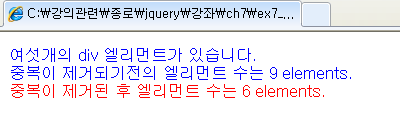 C:₩강의관련₩종로₩jquery₩강좌₩ch7₩ex7_...
여섯개의 div 엘리먼트가 있습니다.
중복이 제거되기전의 엘리먼트 수는 9 elements.
중복이 제거된 후 엘리먼트 수는 6 elements.